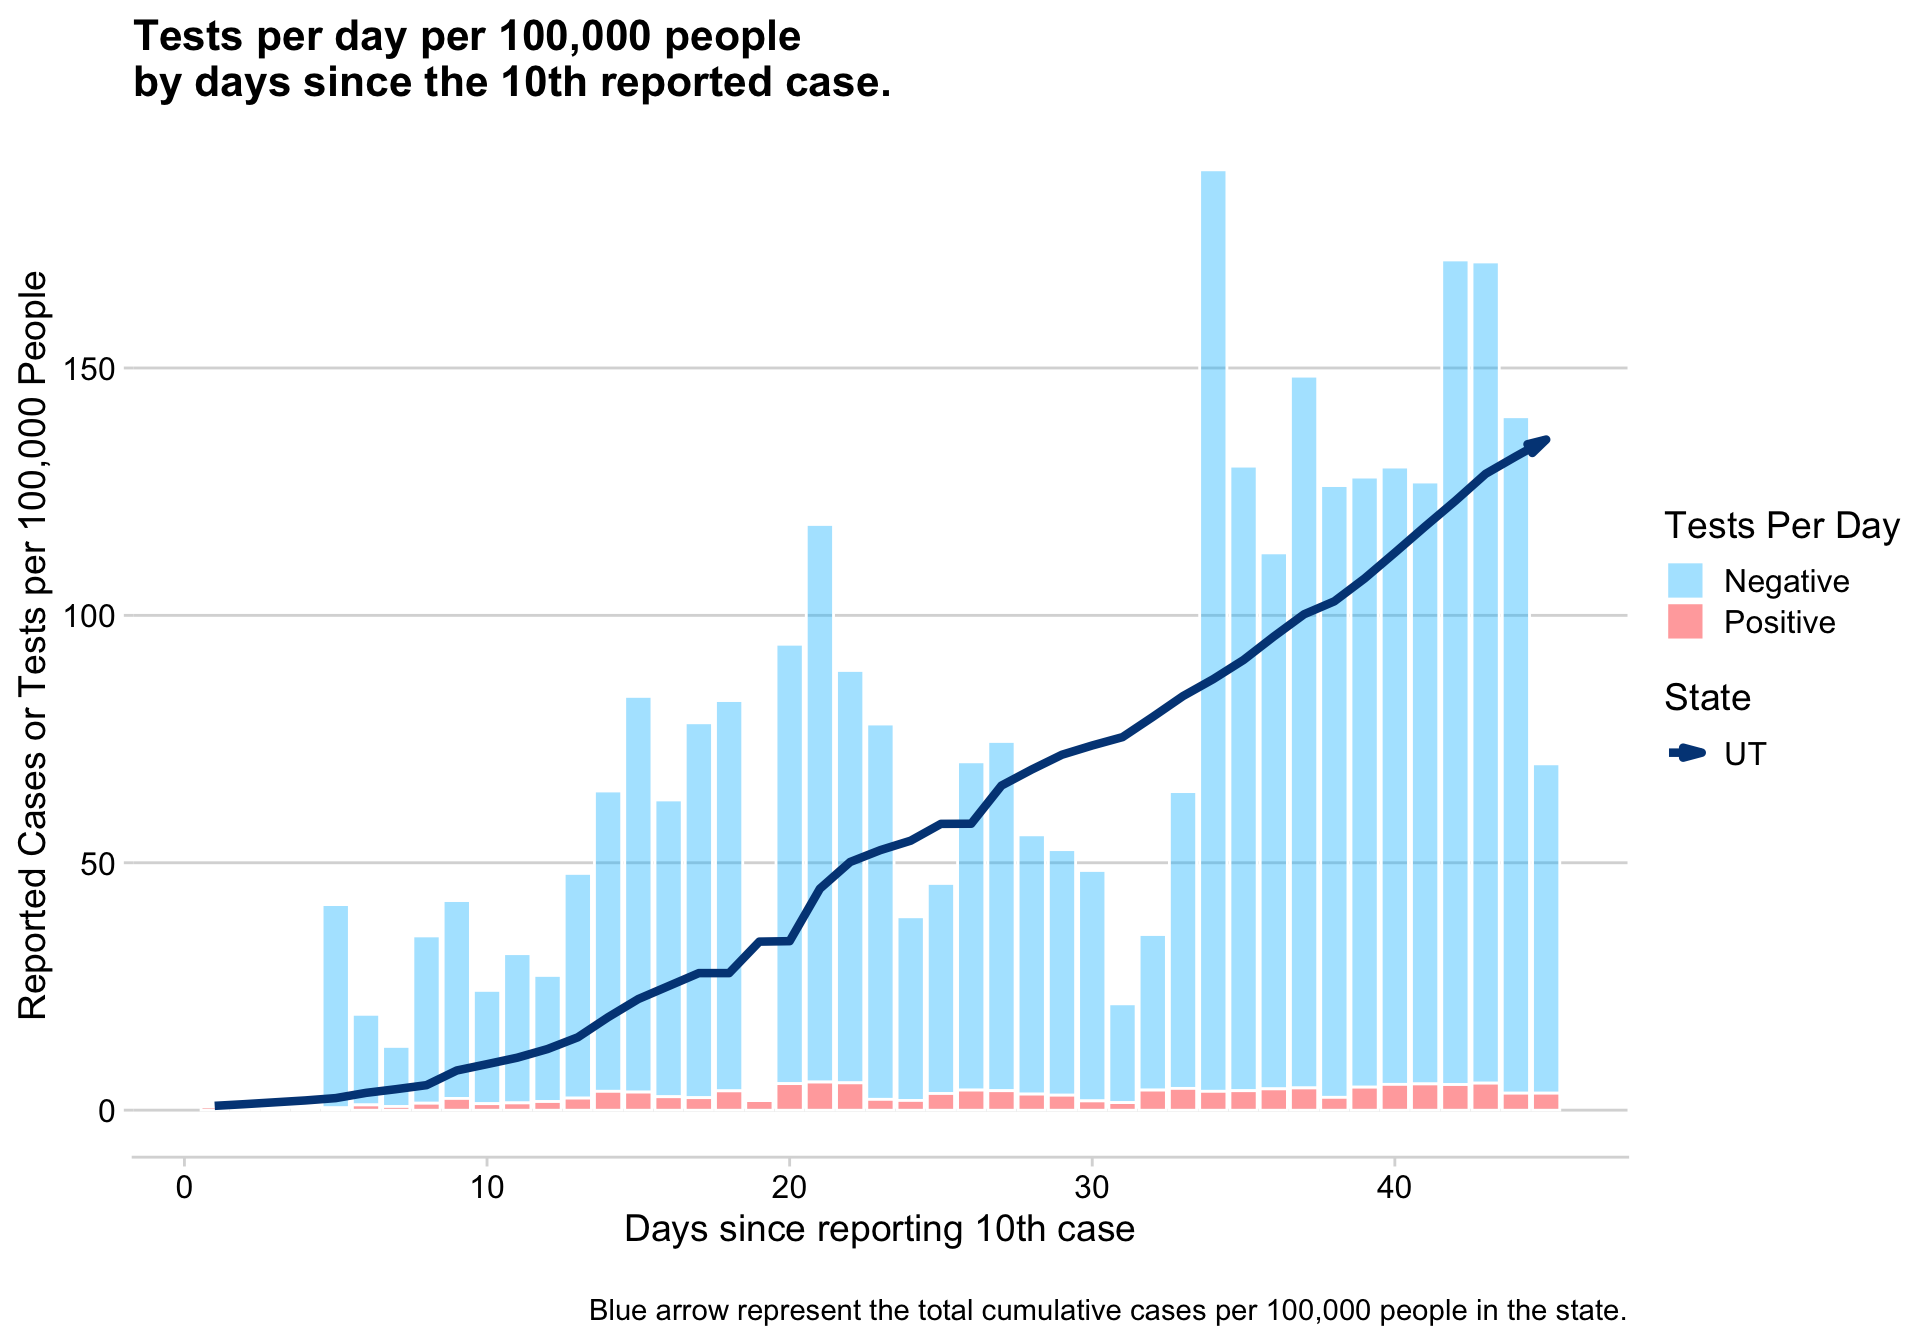 Tests per day per 100,000 people
by days since the 10th reported case.
Reported Cases or Tests per 100,000 People
150
100
50
0
0 10 20 30 40
Days since reporting 10th case
Tests Per Day
Negative
Positive
State
UT
Blue arrow represent the total cumulative cases per 100,000 people in the state.